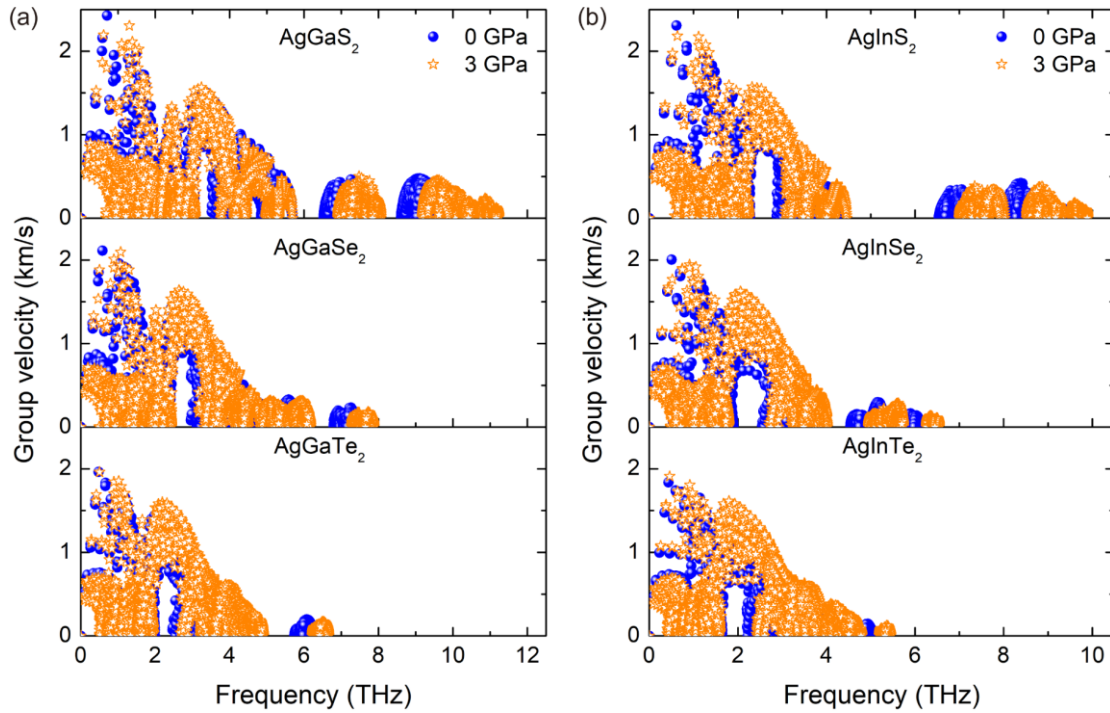 (a)
AgGaS2
0 GPa
3 GPa
2
1
0
AgGaSe2
2
1
0
AgGaTe2
2
1
0
0 2 4 6 8 10 12
Group velocity (km/s)
Frequency (THz)
(b)
AgInS2
0 GPa
3 GPa
2
1
0
AgInSe2
2
1
0
AgInTe2
2
1
0
0 2 4 6 8 10
Group velocity (km/s)
Frequency (THz)